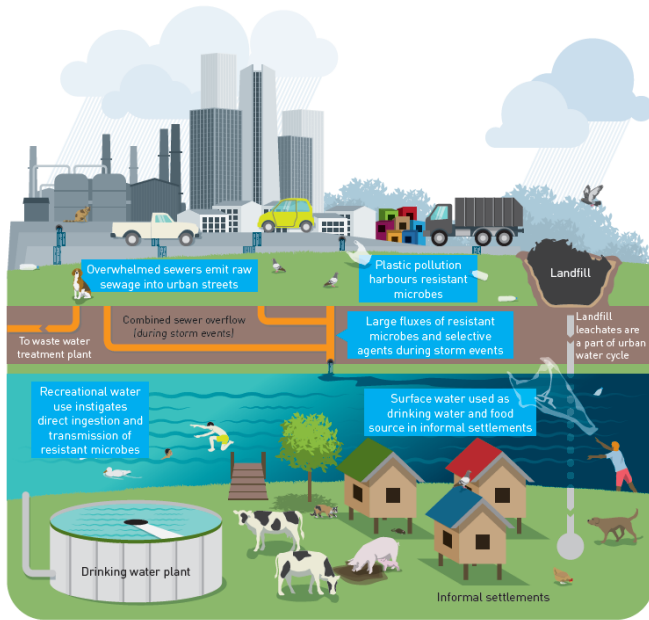 Overwhelmed sewers emit raw
sewage into urban streets
Plastic pollution
harbours resistant
microbes
Landfill
Combined sewer overflow
(during storm events)
To waste water
treatment plant
Large fluxes of resistant
microbes and selective
agents during storm events
Landfill
leachates are
a part of urban
water cycle
Recreational water
use instigates
direct ingestion and
transmission of
resistant microbes
Surface water used as
drinking water and food
source in informal settlements
Drinking water plant
Informal settlements